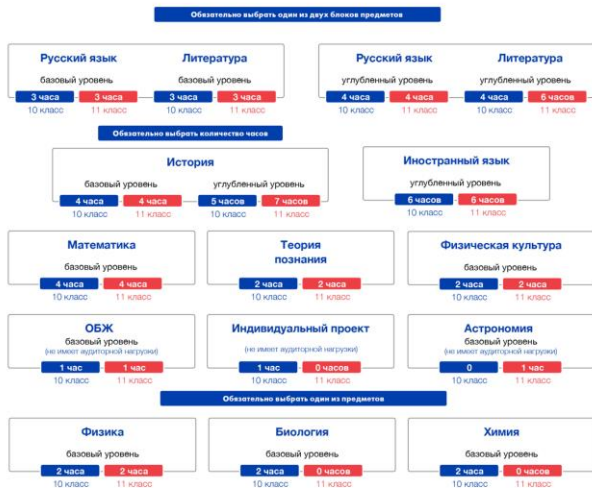 Обязательно выбрать один из двух блоков предметов
Русский язык Литература
базовый уровень базовый уровень
3 часа 3 часа 3 часа 3 часа
10 класс 11 класс 10 класс 11 класс
Русский язык Литература
углубленный уровень углубленный уровень
4 часа 4 часа 4 часа 6 часов
10 класс 11 класс 10 класс 11 класс
Обязательно выбрать количество часов
История
базовый уровень углубленный уровень
4 часа 4 часа 5 часов 7 часов
10 класс 11 класс 10 класс 11 класс
Иностранный язык
углубленный уровень
6 часов 6 часов
10 класс 11 класс
Математика
базовый уровень
4 часа 4 часа
10 класс 11 класс
Теория
познания
2 часа 2 часа
10 класс 11 класс
Физическая культура
базовый уровень
2 часа 2 часа
10 класс 11 класс
ОБЖ
базовый уровень
(не имеет аудиторной нагрузки)
1 час 1 час
10 класс 11 класс
Индивидуальный проект
(не имеет аудиторной нагрузки)
1 час 0 часов
10 класс 11 класс
Астрономия
базовый уровень
(не имеет аудиторной нагрузки)
0 1 час
10 класс 11 класс
Обязательно выбрать один из предметов
Физика
базовый уровень
2 часа 2 часа
10 класс 11 класс
Биология
базовый уровень
2 часа 0 часов
10 класс 11 класс
Химия
базовый уровень
2 часа 0 часов
10 класс 11 класс